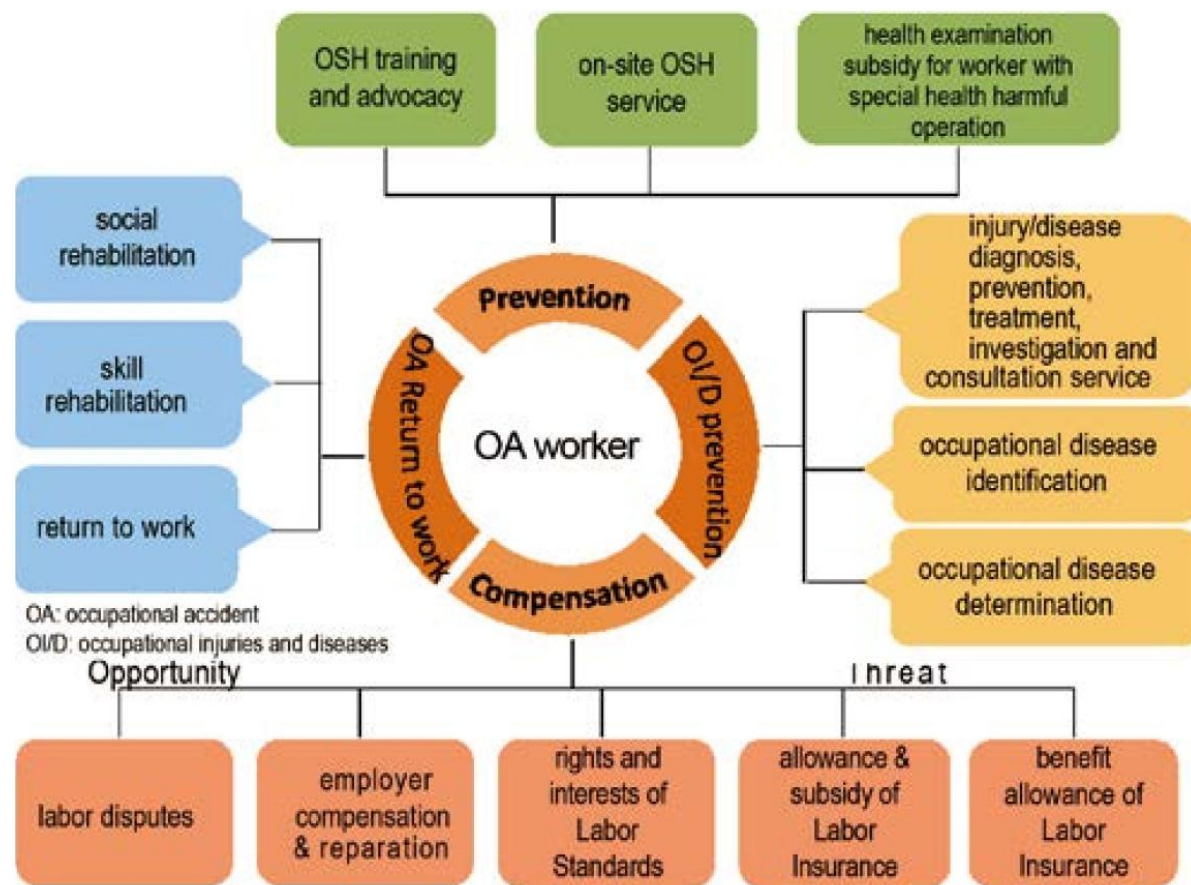 OSH training
and advocacy
on-site OSH
service
health examination
subsidy for worker with
special health harmful
operation
social
rehabilitation
skill
rehabilitation
return to work
Prevention
OA Return to work
OA worker
OI/D prevention
Compensation
injury/disease
diagnosis,
prevention,
treatment,
investigation and
consultation service
occupational disease
identification
occupational disease
determination
OA: occupational accident
OI/D: occupational injuries and diseases
Opportunity
Threat
labor disputes
employer
compensation
& reparation
rights and
interests of
Labor
Standards
allowance &
subsidy of
Labor
Insurance
benefit
allowance of
Labor
Insurance